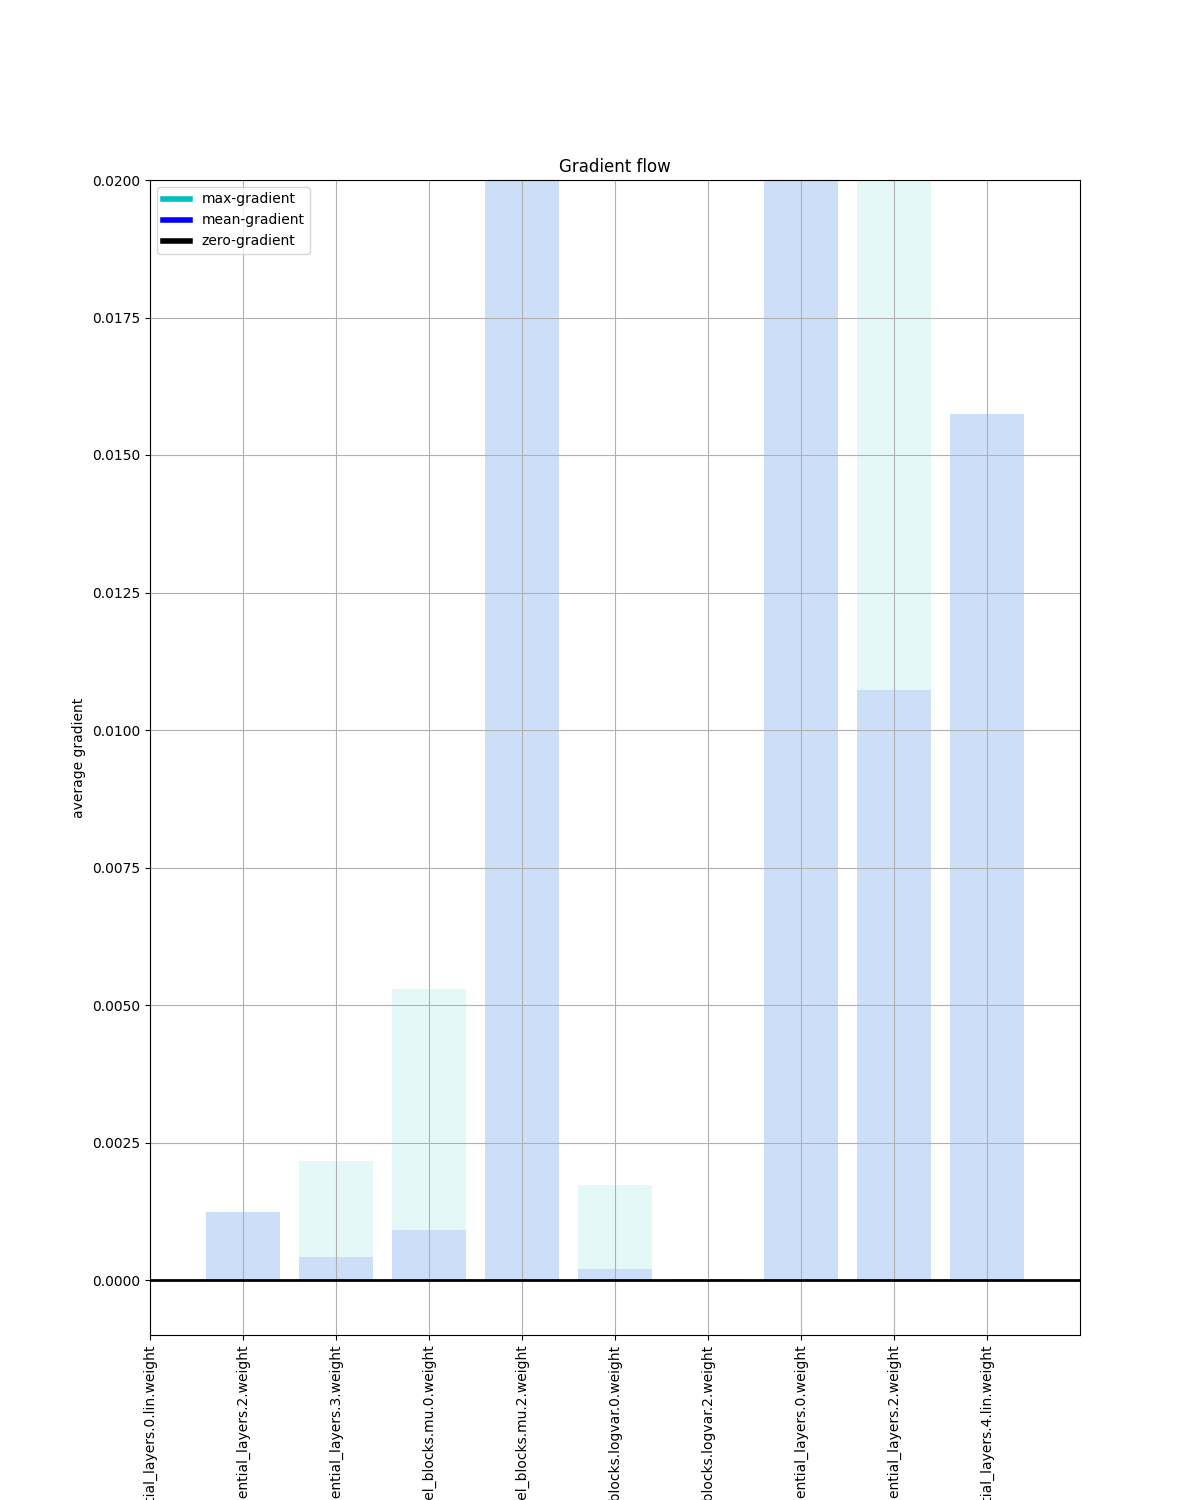 Gradient flow
max-gradient
mean-gradient
zero-gradient
0.0200
0.0175
0.0150
0.0125
0.0100
0.0075
0.0050
0.0025
0.0000
average gradient
tial_layers.0.lin.weight
ential_layers.2.weight
ential_layers.3.weight
el_blocks.mu.0.weight
el_blocks.mu.2.weight
blocks.logvar.0.weight
blocks.logvar.2.weight
ential_layers.0.weight
ential_layers.2.weight
tial_layers.4.lin.weight